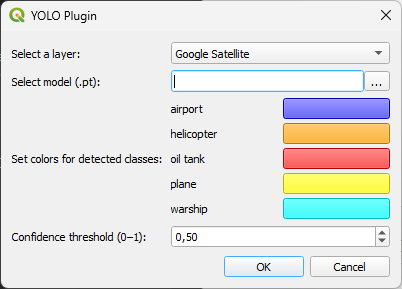 YOLO Plugin
Select a layer: Google Satellite
Select model (.pt): ...
airport
helicopter
Set colors for detected classes: oil tank
plane
warship
Confidence threshold (0–1): 0,50
OK Cancel